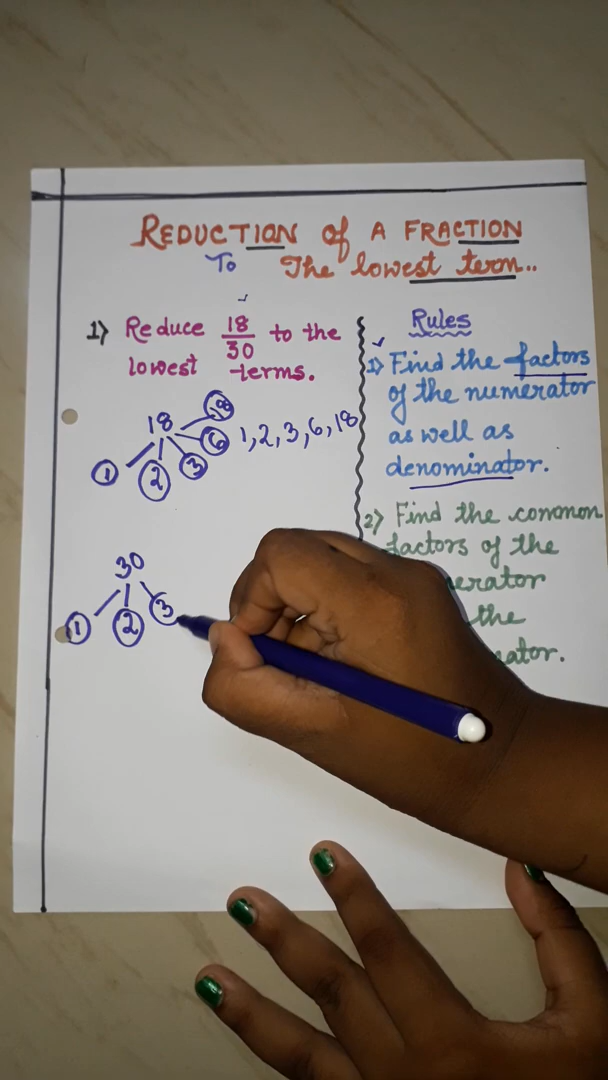 REDUCTION of A FRACTION
To The lowest term..
1) Reduce 18/30 to the
lowest terms.
18
1 2 3 6 18
1, 2, 3, 6, 18
30
1 2 3
Rules
1) Find the factors
of the numerator
as well as
denominator.
2) Find the common
factors of the
the